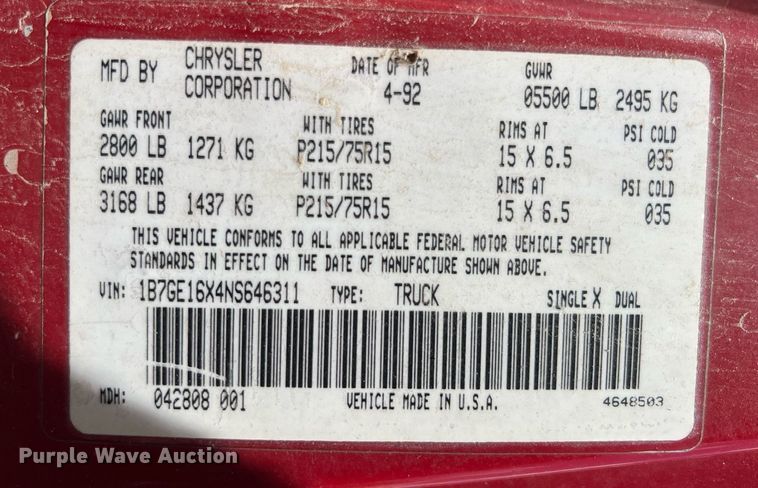 MFD BY CHRYSLER CORPORATION DATE OF MFR 4-92 GVWR 05500 LB 2495 KG
GAWR FRONT WITH TIRES RIMS AT PSI COLD
2800 LB 1271 KG P215/75R15 15 X 6.5 035
GAWR REAR WITH TIRES RIMS AT PSI COLD
3168 LB 1437 KG P215/75R15 15 X 6.5 035
THIS VEHICLE CONFORMS TO ALL APPLICABLE FEDERAL MOTOR VEHICLE SAFETY
STANDARDS IN EFFECT ON THE DATE OF MANUFACTURE SHOWN ABOVE.
VIN: 1B7GE16X4NS646311 TYPE: TRUCK SINGLE X DUAL
MDH: 042808 001 VEHICLE MADE IN U.S.A. 4648503
Purple Wave Auction